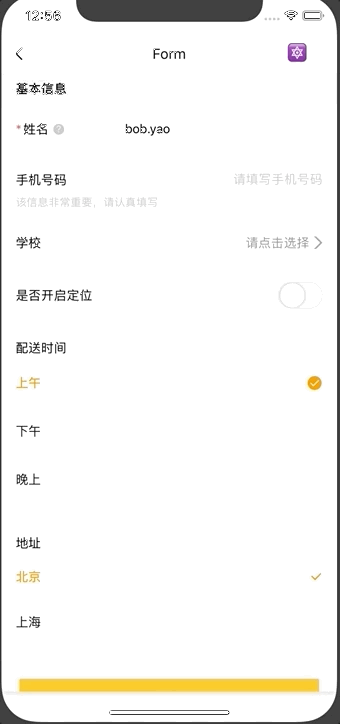 12:56
Form
基本信息
*姓名 ? bob.yao
手机号码 请填写手机号码
该信息非常重要，请认真填写
学校 请点击选择
是否开启定位
配送时间
上午
下午
晚上
地址
北京
上海